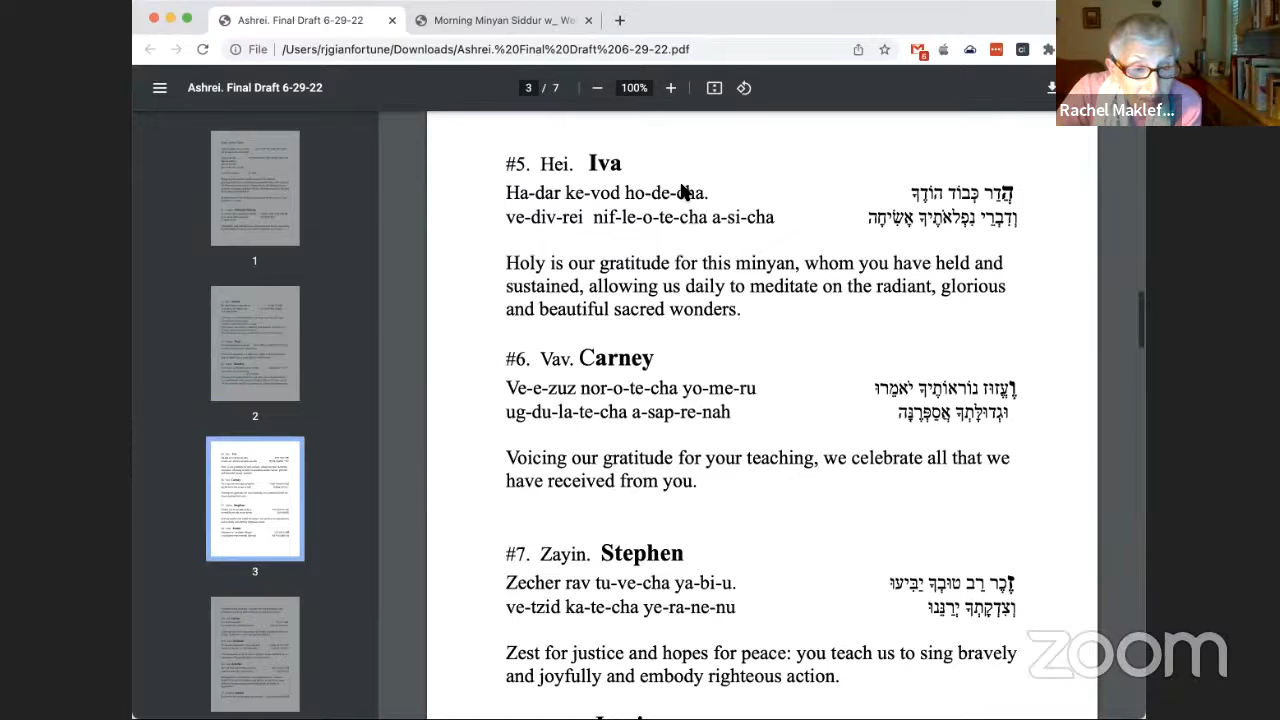 Ashrei. Final Draft 6-29-22
Morning Minyan Siddur w_ We
File /Users/rjgianfortune/Downloads/Ashrei.%20Final%20Draft%206-29-22.pdf
6
Ashrei. Final Draft 6-29-22
3 / 7
100%
Rachel Maklef...
1
2
3
#5. Hei. Iva
ke-vod
הֲדַר כְּבוֹד הוֹדֶךָ
Ve-div-rei nif-le-o-te-cha a-si-cha
וְדִבְרֵי נִפְלְאֹתֶיךָ אָשִׂיחָה
Holy is our gratitude for this minyan, whom you have held and
sustained, allowing us daily to meditate on the radiant, glorious
and beautiful sacred wonders.
#6. Vav. Carney
Ve-e-zuz nor-o-te-cha yo-me-ru
וֶעֱזוּז נוֹרְאוֹתֶיךָ יֹאמֵרוּ
ug-du-la-te-cha a-sap-re-nah
וּגְדוּלָּתְךָ אֲסַפְּרֶנָּה
Voicing our gratitude for your teaching, we celebrate all that we
have received from you.
#7. Zayin. Stephen
Zecher rav tu-ve-cha ya-bi-u.
זֵכֶר רַב טוּבְךָ יַבִּיעוּ
Ve-tzid ka-te-cha ye-ra-ne-nu
וְצִדְקָתְךָ יְרַנֵּנוּ
Zest for justice and ardor for peace: you teach us to sing bravely
and joyfully and to do righteous action.
zoom